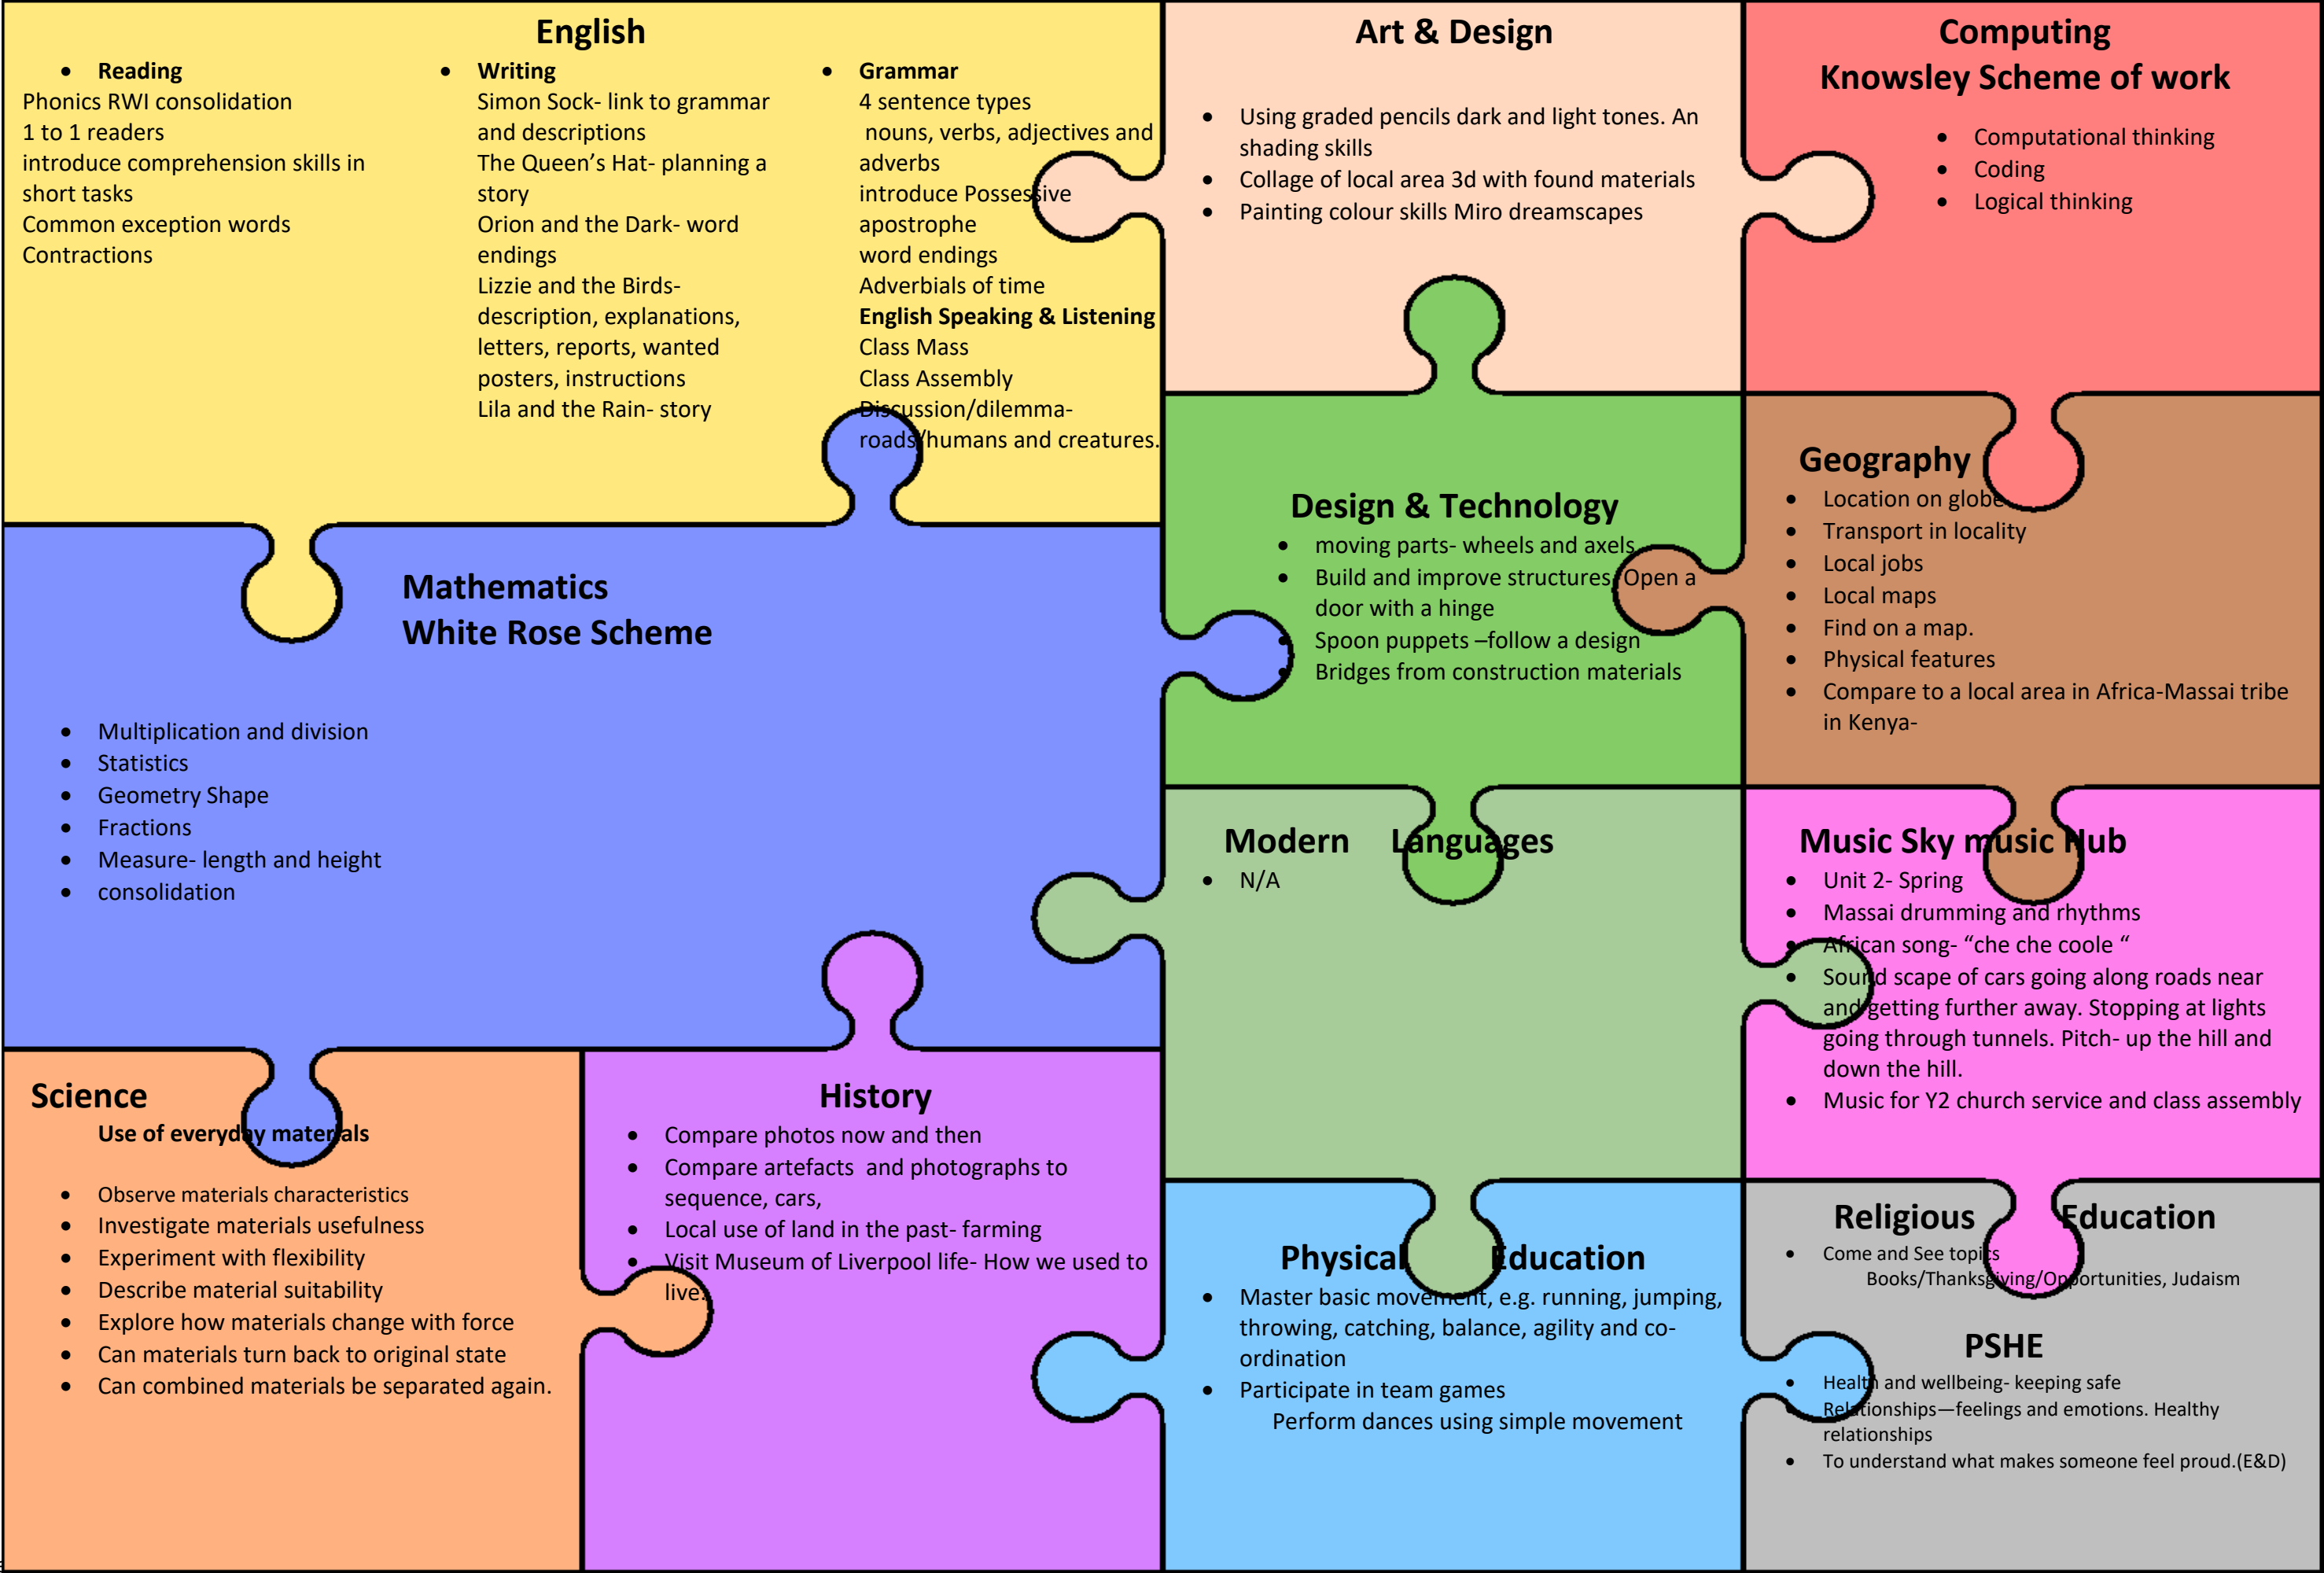 English
• Reading
Phonics RWI consolidation
1 to 1 readers
introduce comprehension skills in
short tasks
Common exception words
Contractions
• Writing
Simon Sock- link to grammar
and descriptions
The Queen’s Hat- planning a
story
Orion and the Dark- word
endings
Lizzie and the Birds-
description, explanations,
letters, reports, wanted
posters, instructions
Lila and the Rain- story
• Grammar
4 sentence types
nouns, verbs, adjectives and
adverbs
introduce Possessive
apostrophe
word endings
Adverbials of time
English Speaking & Listening
Class Mass
Class Assembly
Discussion/dilemma-
roads/humans and creatures.
Art & Design
• Using graded pencils dark and light tones. An
shading skills
• Collage of local area 3d with found materials
• Painting colour skills Miro dreamscapes
Computing
Knowsley Scheme of work
• Computational thinking
• Coding
• Logical thinking
Mathematics
White Rose Scheme
• Multiplication and division
• Statistics
• Geometry Shape
• Fractions
• Measure- length and height
• consolidation
Design & Technology
• moving parts- wheels and axels
• Build and improve structures. Open a
door with a hinge
• Spoon puppets –follow a design
• Bridges from construction materials
Geography
• Location on globe
• Transport in locality
• Local jobs
• Local maps
• Find on a map.
• Physical features
• Compare to a local area in Africa-Massai tribe
in Kenya-
Modern Languages
• N/A
Music Sky music Hub
• Unit 2- Spring
• Massai drumming and rhythms
• African song- “che che coole “
• Sound scape of cars going along roads near
and getting further away. Stopping at lights
going through tunnels. Pitch- up the hill and
down the hill.
• Music for Y2 church service and class assembly
Science
Use of everyday materials
• Observe materials characteristics
• Investigate materials usefulness
• Experiment with flexibility
• Describe material suitability
• Explore how materials change with force
• Can materials turn back to original state
• Can combined materials be separated again.
History
• Compare photos now and then
• Compare artefacts and photographs to
sequence, cars,
• Local use of land in the past- farming
• Visit Museum of Liverpool life- How we used to
live.
Physical Education
• Master basic movement, e.g. running, jumping,
throwing, catching, balance, agility and co-
ordination
• Participate in team games
Perform dances using simple movement
Religious Education
• Come and See topics
Books/Thanksgiving/Opportunities, Judaism
PSHE
• Health and wellbeing- keeping safe
• Relationships—feelings and emotions. Healthy
relationships
• To understand what makes someone feel proud.(E&D)